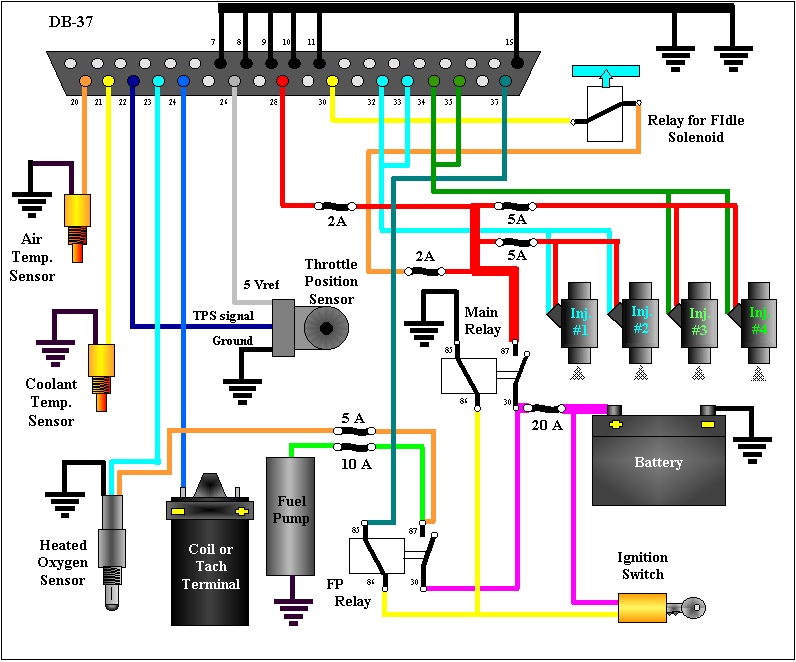 DB-37
7
8
9
10
11
19
20
21
22
23
24
26
28
30
32
33
34
35
37
Relay for FIdle
Solenoid
2A
5A
5A
2A
Air
Temp.
Sensor
Throttle
Position
Sensor
5 Vref
TPS signal
Ground
Main
Relay
85
87
86
30
Inj.
#1
Inj.
#2
Inj.
#3
Inj.
#4
Coolant
Temp.
Sensor
5 A
10 A
20 A
Battery
Fuel
Pump
85
87
86
30
FP
Relay
Heated
Oxygen
Sensor
Coil or
Tach
Terminal
Ignition
Switch